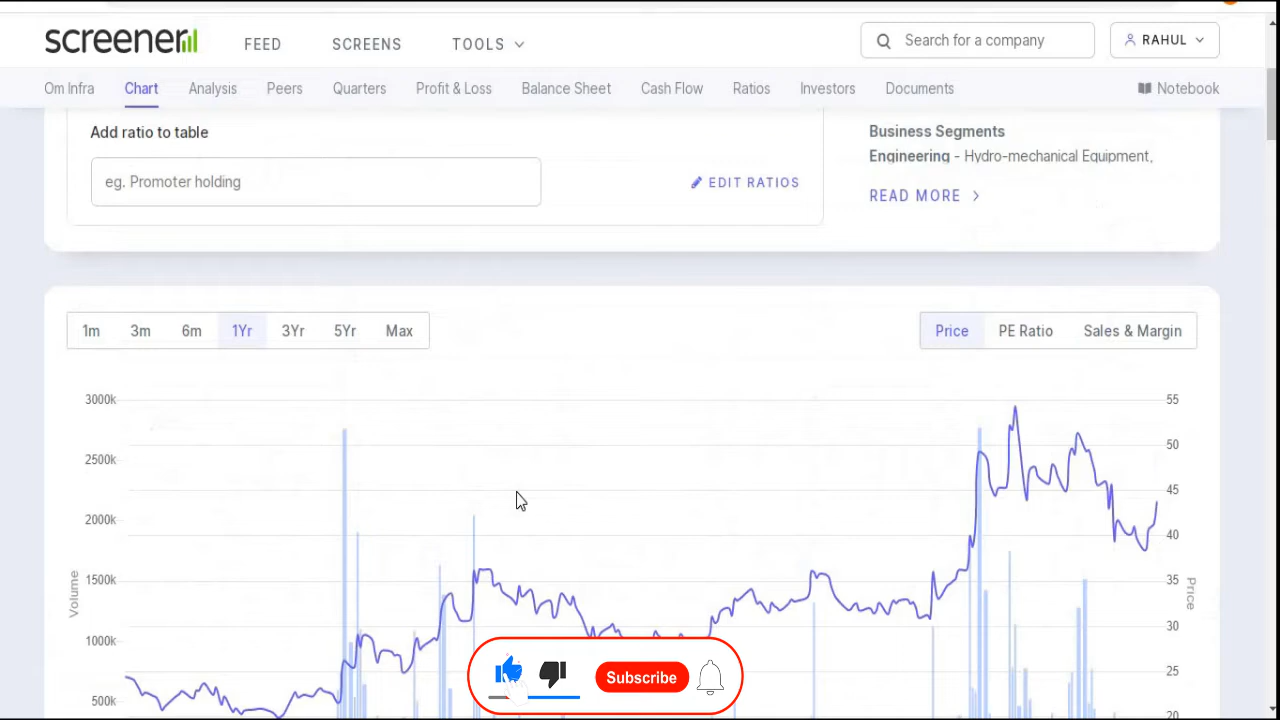 screener FEED SCREENS TOOLS Search for a company RAHUL
Om Infra Chart Analysis Peers Quarters Profit & Loss Balance Sheet Cash Flow Ratios Investors Documents Notebook
Add ratio to table
eg. Promoter holding
EDIT RATIOS
Business Segments
Engineering - Hydro-mechanical Equipment,
READ MORE
1m 3m 6m 1Yr 3Yr 5Yr Max
Price PE Ratio Sales & Margin
3000k
2500k
2000k
1500k
1000k
500k
Volume
55
50
45
40
35
30
25
20
Price
Subscribe